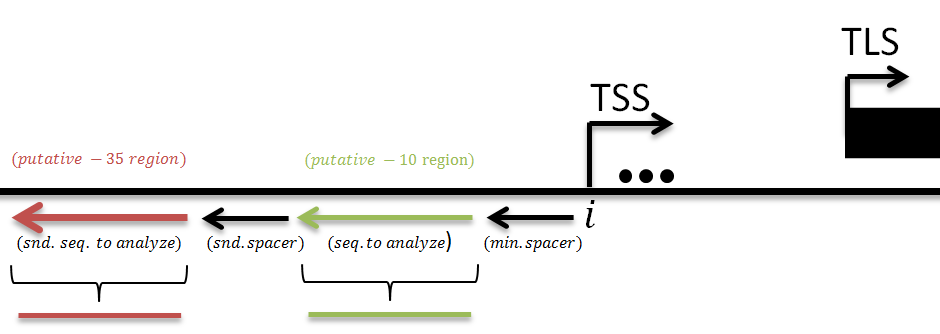 TLS
TSS
(putative − 35 region)
(putative − 10 region)
i
(snd. seq. to analyze)
(snd.spacer)
(seq.to analyze)
(min.spacer)